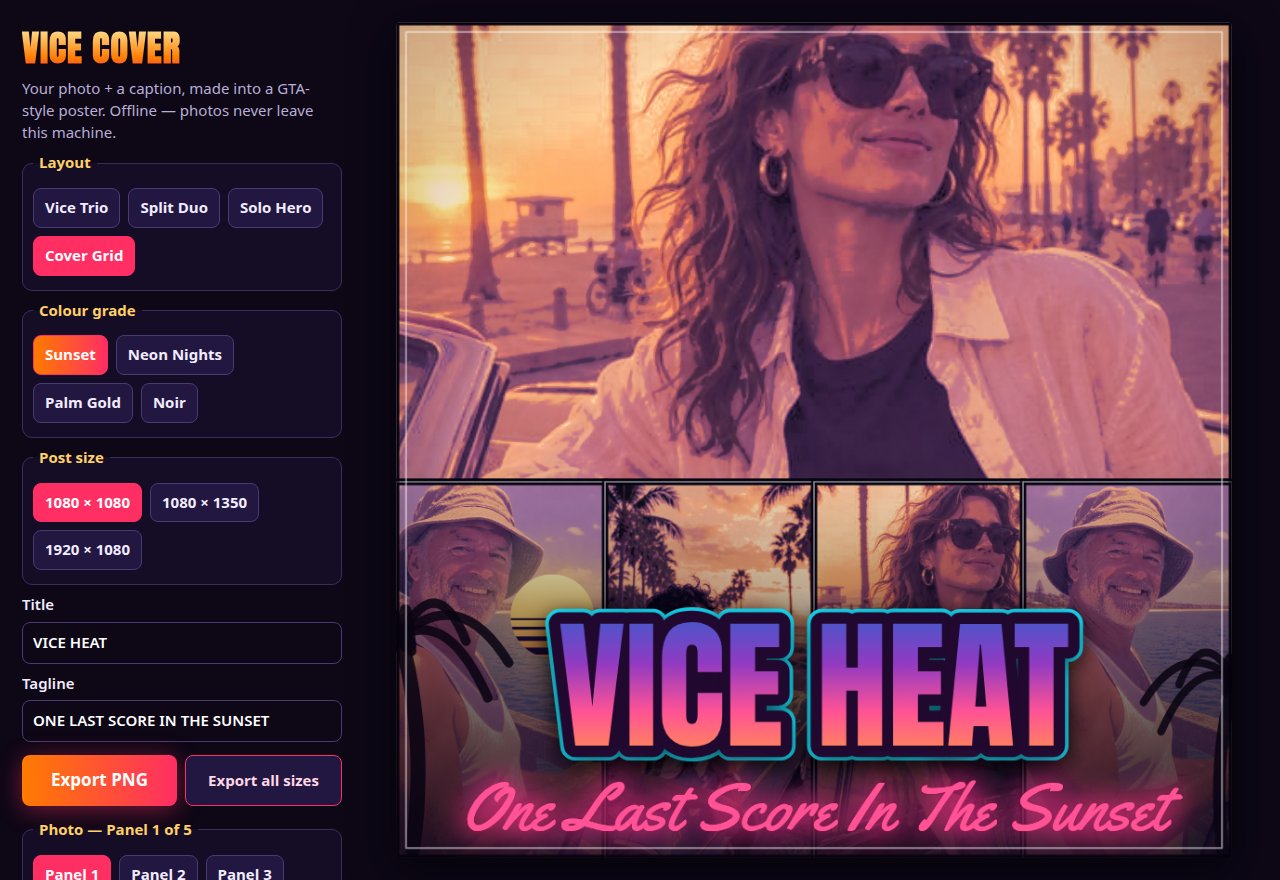 VICE COVER
Your photo + a caption, made into a GTA-
style poster. Offline — photos never leave
this machine.
Layout
Vice Trio
Split Duo
Solo Hero
Cover Grid
Colour grade
Sunset
Neon Nights
Palm Gold
Noir
Post size
1080 × 1080
1080 × 1350
1920 × 1080
Title
VICE HEAT
Tagline
ONE LAST SCORE IN THE SUNSET
Export PNG
Export all sizes
Photo — Panel 1 of 5
Panel 1
Panel 2
Panel 3
VICE HEAT
One Last Score In The Sunset